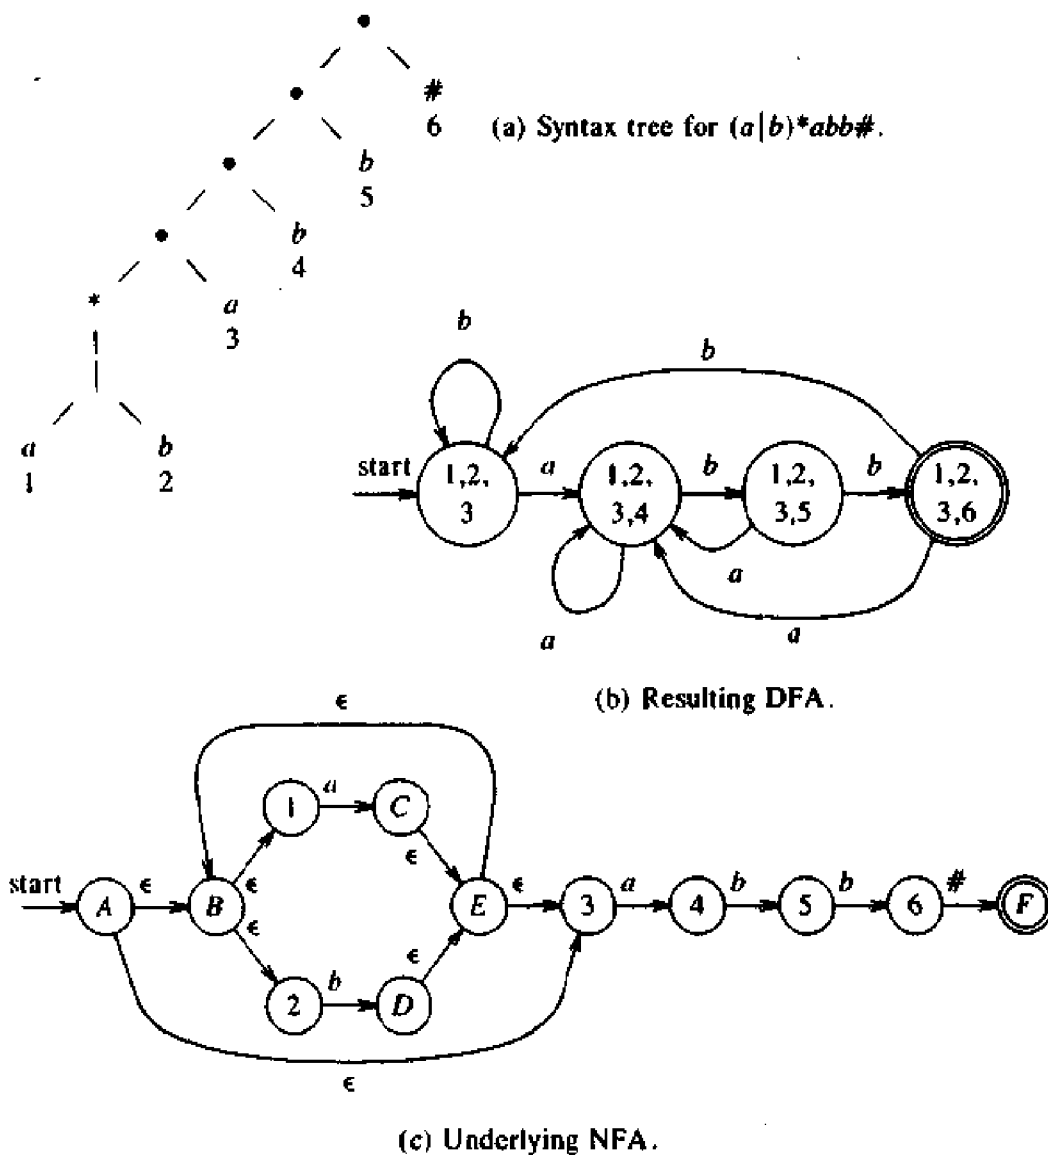 #
6 (a) Syntax tree for (a|b)*abb#.
b
5
b
4
*
a
3
|
a
1
b
2
b
b
start
1,2,
3
a
1,2,
3,4
b
1,2,
3,5
b
1,2,
3,6
a
a
a
(b) Resulting DFA.
ϵ
1 a C
ϵ ϵ
start A ϵ B E ϵ 3 a 4 b 5 b 6 # F
ϵ ϵ
2 b D
ϵ
(c) Underlying NFA.